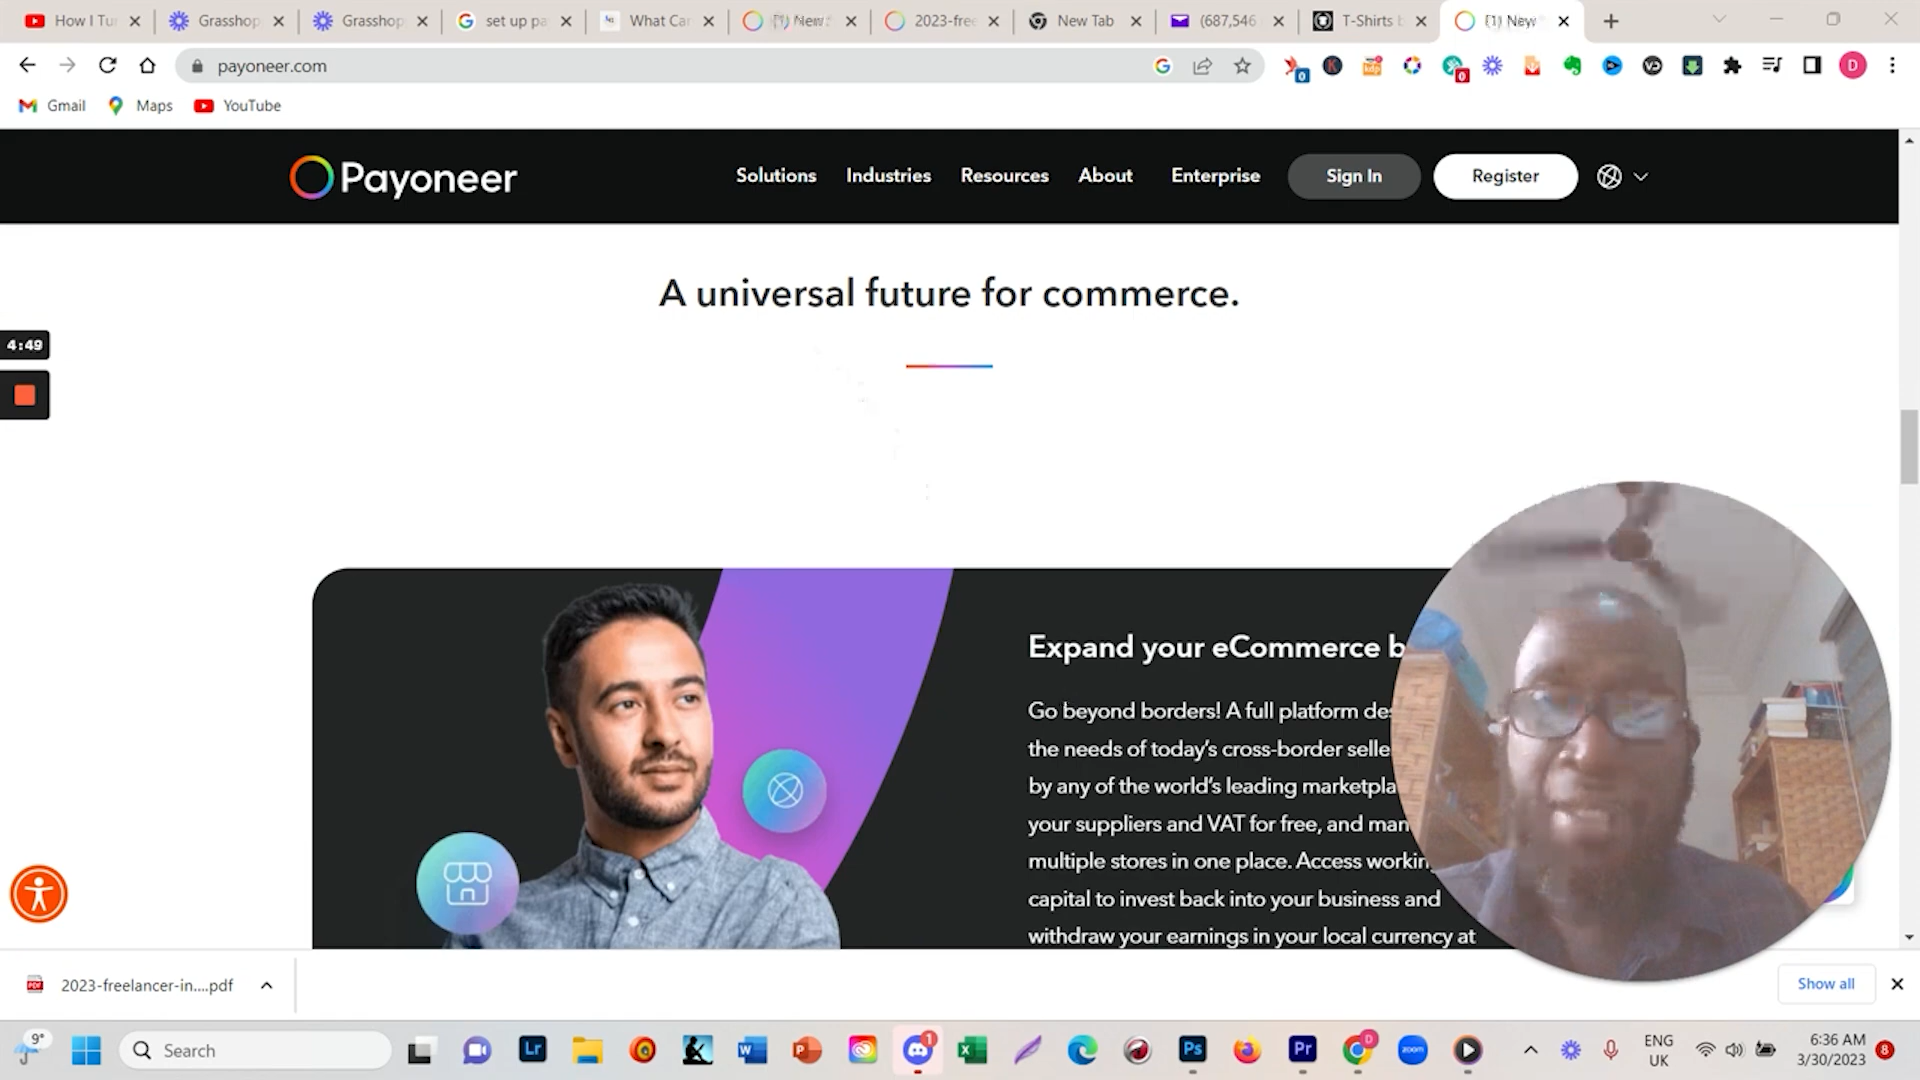 How I Tur
Grasshop
Grasshop
set up pa
What Car
(1) New
2023-free
New Tab
(687,546
T-Shirts b
(1) New
payoneer.com
Gmail
Maps
YouTube
Payoneer
Solutions
Industries
Resources
About
Enterprise
Sign In
Register
A universal future for commerce.
4:49
Expand your eCommerce b
Go beyond borders! A full platform des
the needs of today's cross-border selle
by any of the world's leading marketpla
your suppliers and VAT for free, and man
multiple stores in one place. Access workin
capital to invest back into your business and
withdraw your earnings in your local currency at
2023-freelancer-in....pdf
Show all
9°
Search
ENG
UK
6:36 AM
3/30/2023
8